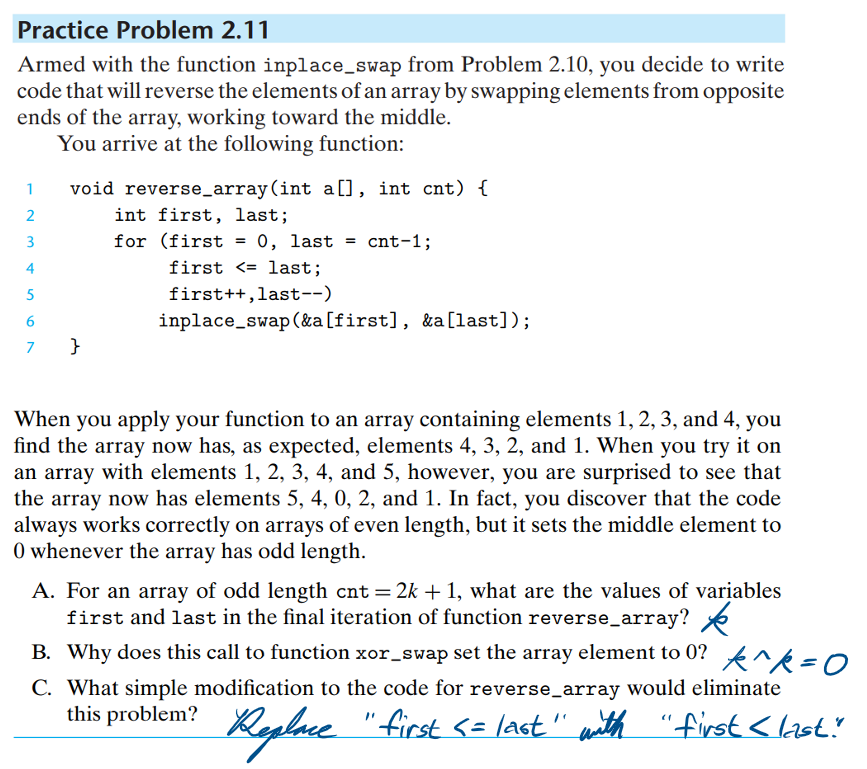 Practice Problem 2.11
Armed with the function inplace_swap from Problem 2.10, you decide to write
code that will reverse the elements of an array by swapping elements from opposite
ends of the array, working toward the middle.
You arrive at the following function:
1 void reverse_array(int a[], int cnt) {
2 int first, last;
3 for (first = 0, last = cnt-1;
4 first <= last;
5 first++,last--)
6 inplace_swap(&a[first], &a[last]);
7 }
When you apply your function to an array containing elements 1, 2, 3, and 4, you
find the array now has, as expected, elements 4, 3, 2, and 1. When you try it on
an array with elements 1, 2, 3, 4, and 5, however, you are surprised to see that
the array now has elements 5, 4, 0, 2, and 1. In fact, you discover that the code
always works correctly on arrays of even length, but it sets the middle element to
0 whenever the array has odd length.
A. For an array of odd length cnt = 2k + 1, what are the values of variables
first and last in the final iteration of function reverse_array? k
B. Why does this call to function xor_swap set the array element to 0? k^k=0
C. What simple modification to the code for reverse_array would eliminate
this problem? Replace "first <= last" with "first < last."